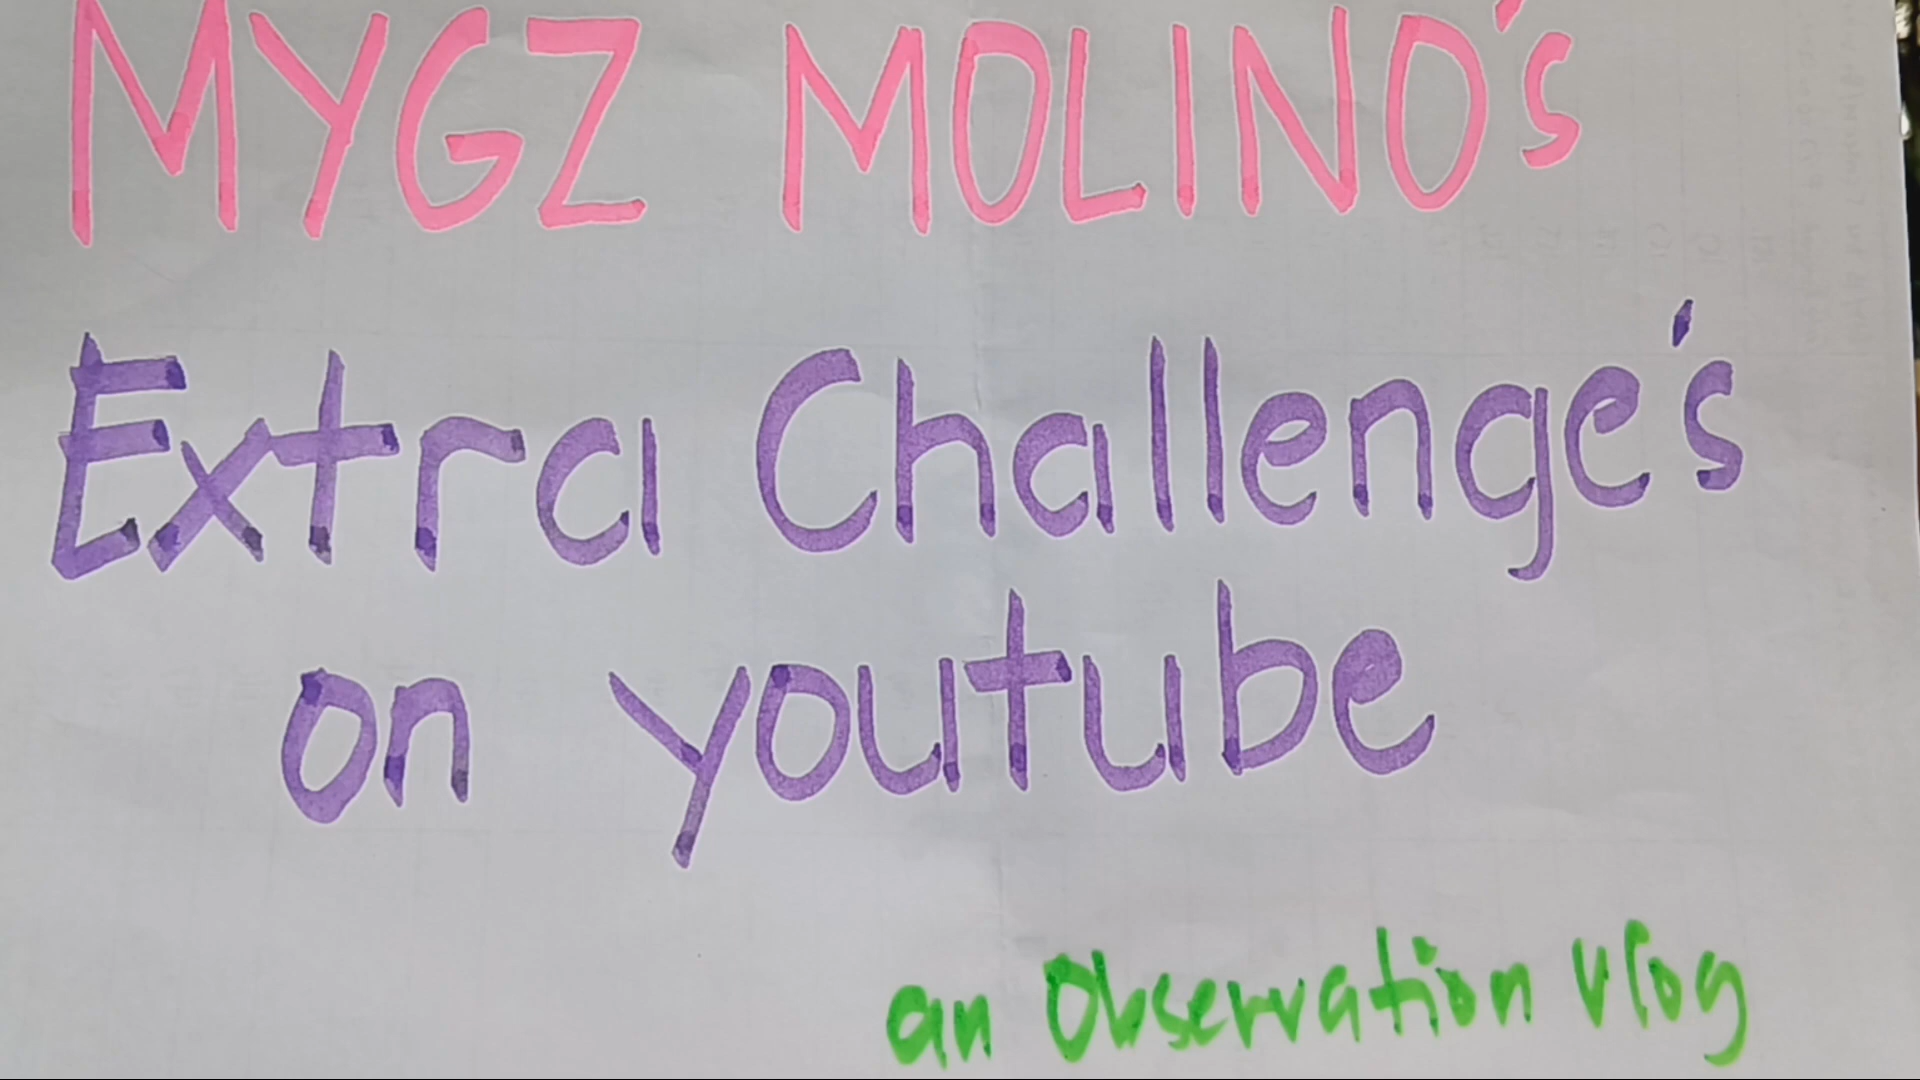 MYGZ MOLINO's
Extra Challenge's
on youtube
an Observation Vlog